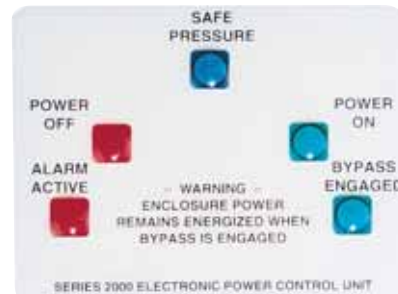 SAFE
PRESSURE
POWER
OFF
POWER
ON
ALARM
ACTIVE
BYPASS
ENGAGED
- WARNING -
ENCLOSURE POWER
REMAINS ENERGIZED WHEN
BYPASS IS ENGAGED
SERIES 2000 ELECTRONIC POWER CONTROL UNIT